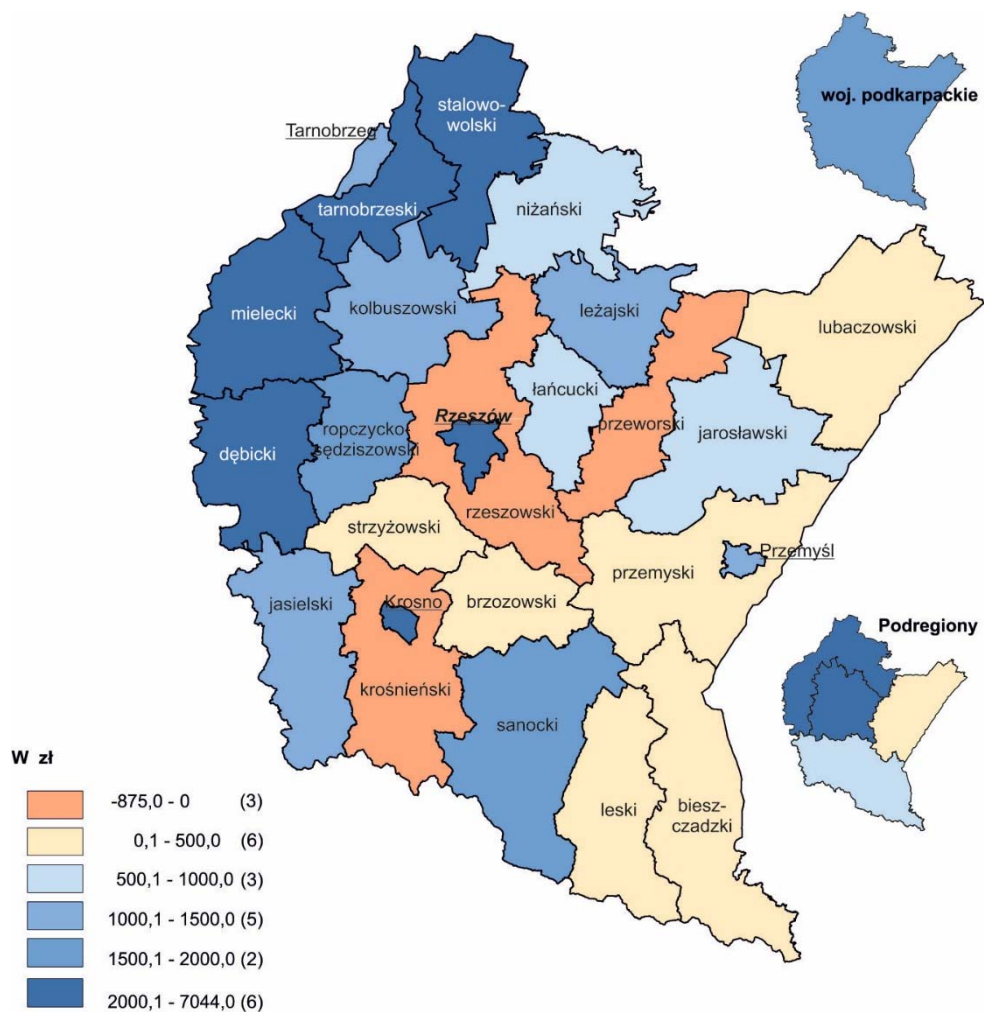 stalowo-
wolski
woj. podkarpackie
Tarnobrzeg
tarnobrzeski
niżański
mielecki
kolbuszowski
leżajski
lubaczowski
łańcucki
Rzeszów
ropczycko-
sędziszowski
przeworski
jarosławski
dębicki
rzeszowski
strzyżowski
Przemyśl
przemyski
jasielski
Krosno
brzozowski
Podregiony
krośnieński
sanocki
W zł
leski
biesz-
czadzki
-875,0 - 0 (3)
0,1 - 500,0 (6)
500,1 - 1000,0 (3)
1000,1 - 1500,0 (5)
1500,1 - 2000,0 (2)
2000,1 - 7044,0 (6)